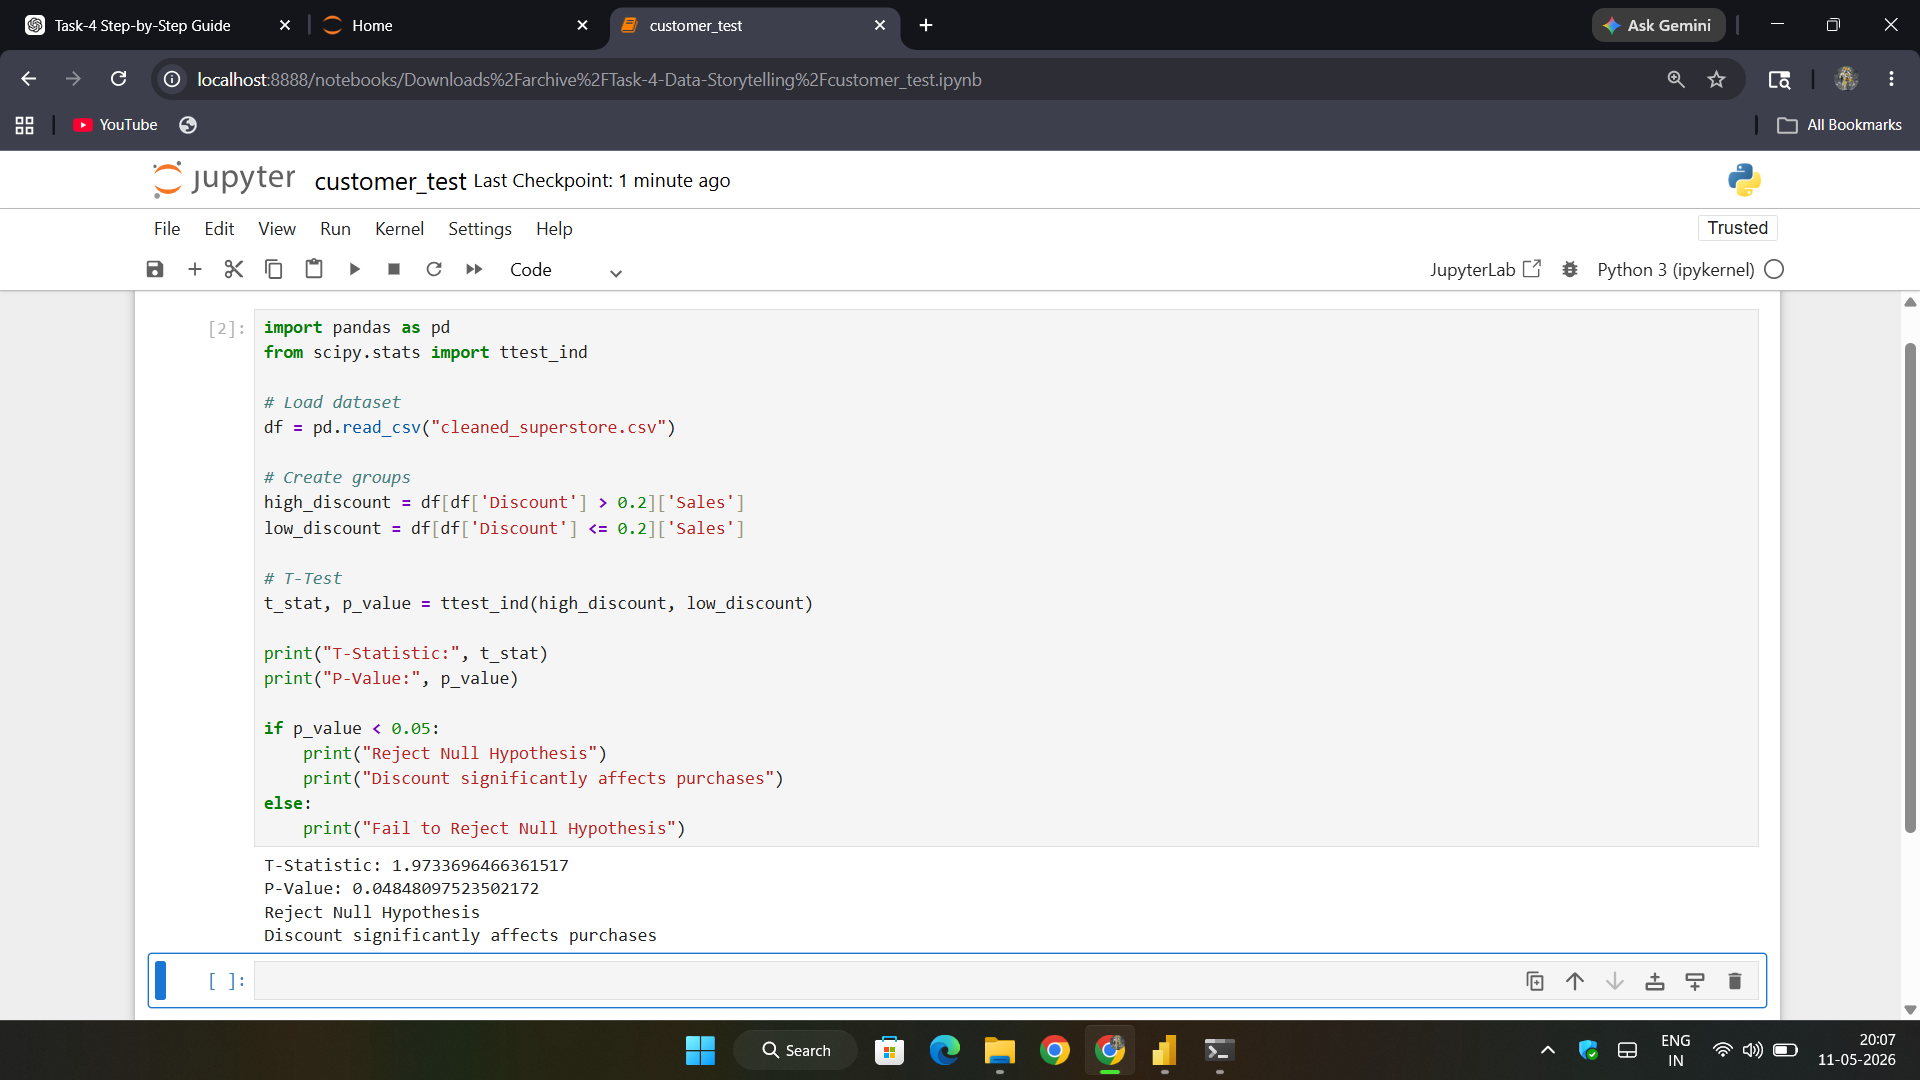 Task-4 Step-by-Step Guide
Home
customer_test
Ask Gemini
localhost:8888/notebooks/Downloads%2Farchive%2FTask-4-Data-Storytelling%2Fcustomer_test.ipynb
YouTube
All Bookmarks
jupyter customer_test Last Checkpoint: 1 minute ago
File Edit View Run Kernel Settings Help
Trusted
Code
JupyterLab
Python 3 (ipykernel)
[2]:
import pandas as pd
from scipy.stats import ttest_ind
# Load dataset
df = pd.read_csv("cleaned_superstore.csv")
# Create groups
high_discount = df[df['Discount'] > 0.2]['Sales']
low_discount = df[df['Discount'] <= 0.2]['Sales']
# T-Test
t_stat, p_value = ttest_ind(high_discount, low_discount)
print("T-Statistic:", t_stat)
print("P-Value:", p_value)
if p_value < 0.05:
    print("Reject Null Hypothesis")
    print("Discount significantly affects purchases")
else:
    print("Fail to Reject Null Hypothesis")
T-Statistic: 1.9733696466361517
P-Value: 0.04848097523502172
Reject Null Hypothesis
Discount significantly affects purchases
[ ]:
Search
ENG
IN
20:07
11-05-2026